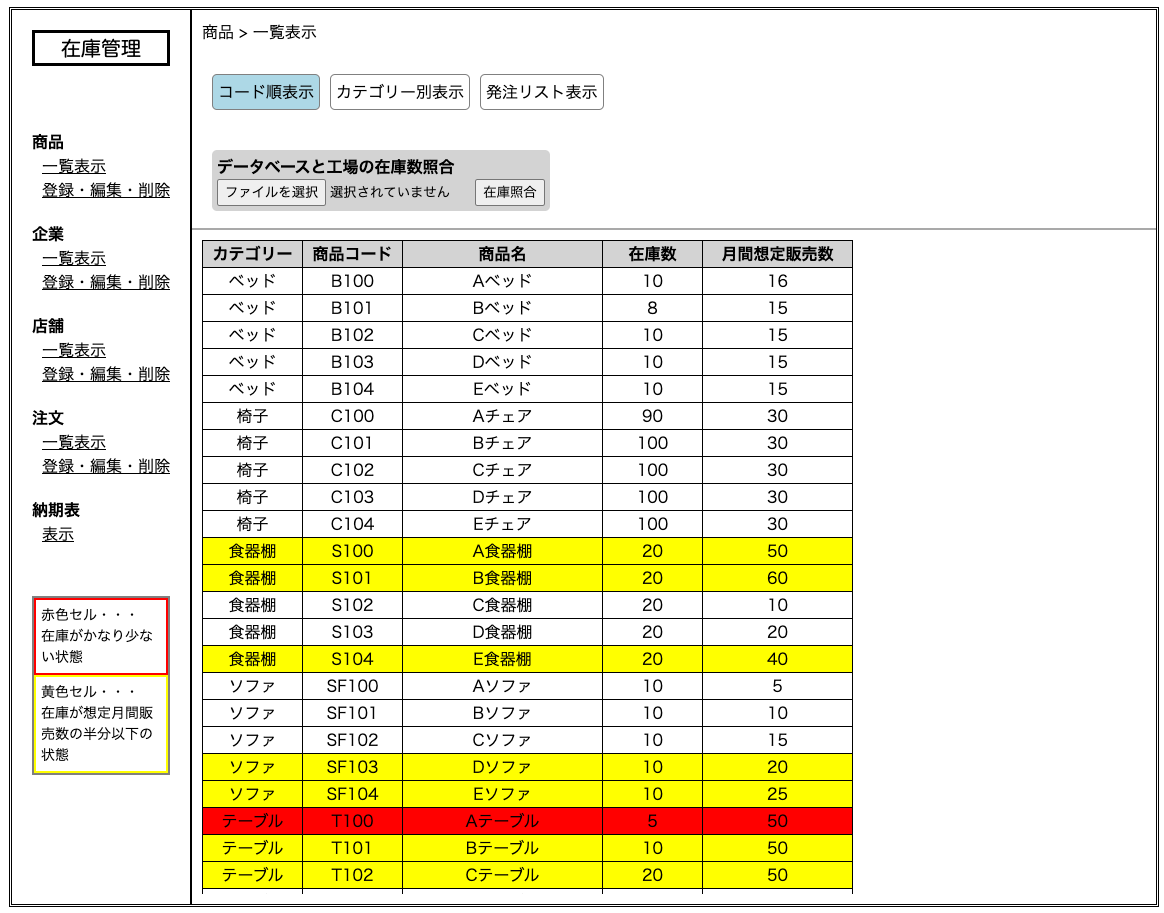 在庫管理
商品
一覧表示
登録・編集・削除
企業
一覧表示
登録・編集・削除
店舗
一覧表示
登録・編集・削除
注文
一覧表示
登録・編集・削除
納期表
表示
赤色セル・・・
在庫がかなり少な
い状態
黄色セル・・・
在庫が想定月間販
売数の半分以下の
状態
商品 > 一覧表示
コード順表示 カテゴリー別表示 発注リスト表示
データベースと工場の在庫数照合
ファイルを選択 選択されていません 在庫照合
カテゴリー 商品コード 商品名 在庫数 月間想定販売数
ベッド B100 Aベッド 10 16
ベッド B101 Bベッド 8 15
ベッド B102 Cベッド 10 15
ベッド B103 Dベッド 10 15
ベッド B104 Eベッド 10 15
椅子 C100 Aチェア 90 30
椅子 C101 Bチェア 100 30
椅子 C102 Cチェア 100 30
椅子 C103 Dチェア 100 30
椅子 C104 Eチェア 100 30
食器棚 S100 A食器棚 20 50
食器棚 S101 B食器棚 20 60
食器棚 S102 C食器棚 20 10
食器棚 S103 D食器棚 20 20
食器棚 S104 E食器棚 20 40
ソファ SF100 Aソファ 10 5
ソファ SF101 Bソファ 10 10
ソファ SF102 Cソファ 10 15
ソファ SF103 Dソファ 10 20
ソファ SF104 Eソファ 10 25
テーブル T100 Aテーブル 5 50
テーブル T101 Bテーブル 10 50
テーブル T102 Cテーブル 20 50